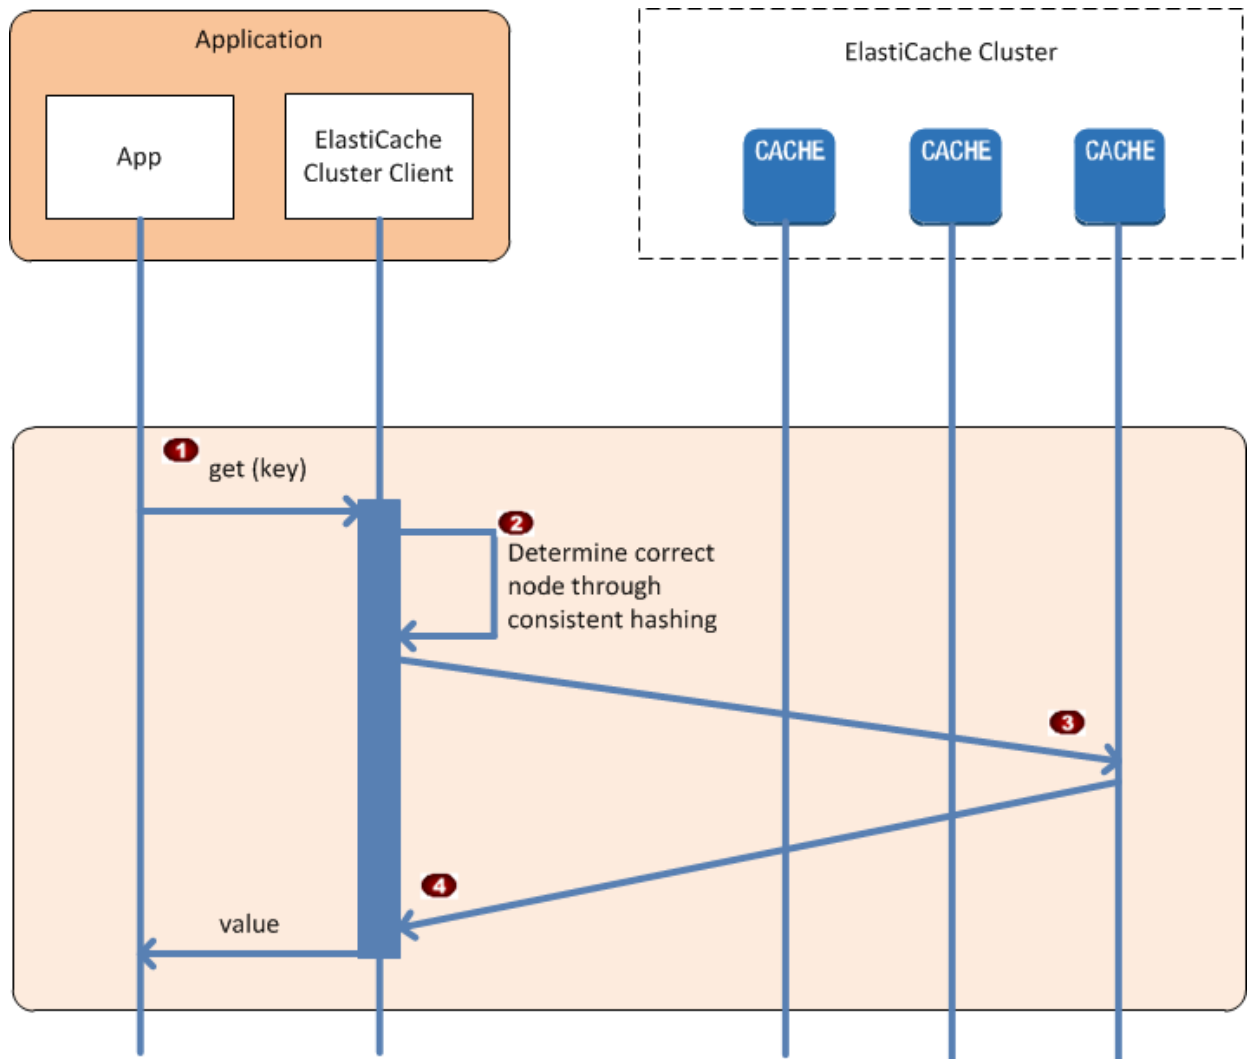 Application
ElastiCache Cluster
App
ElastiCache
Cluster Client
CACHE
CACHE
CACHE
1
get (key)
2
Determine correct
node through
consistent hashing
3
4
value